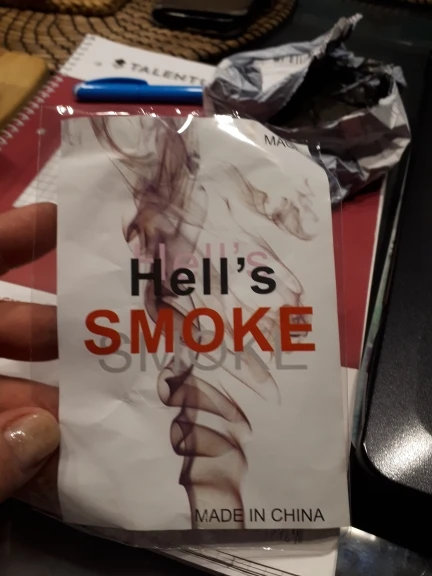 TALENT
MA
Hell's
SMOKE
MADE IN CHINA